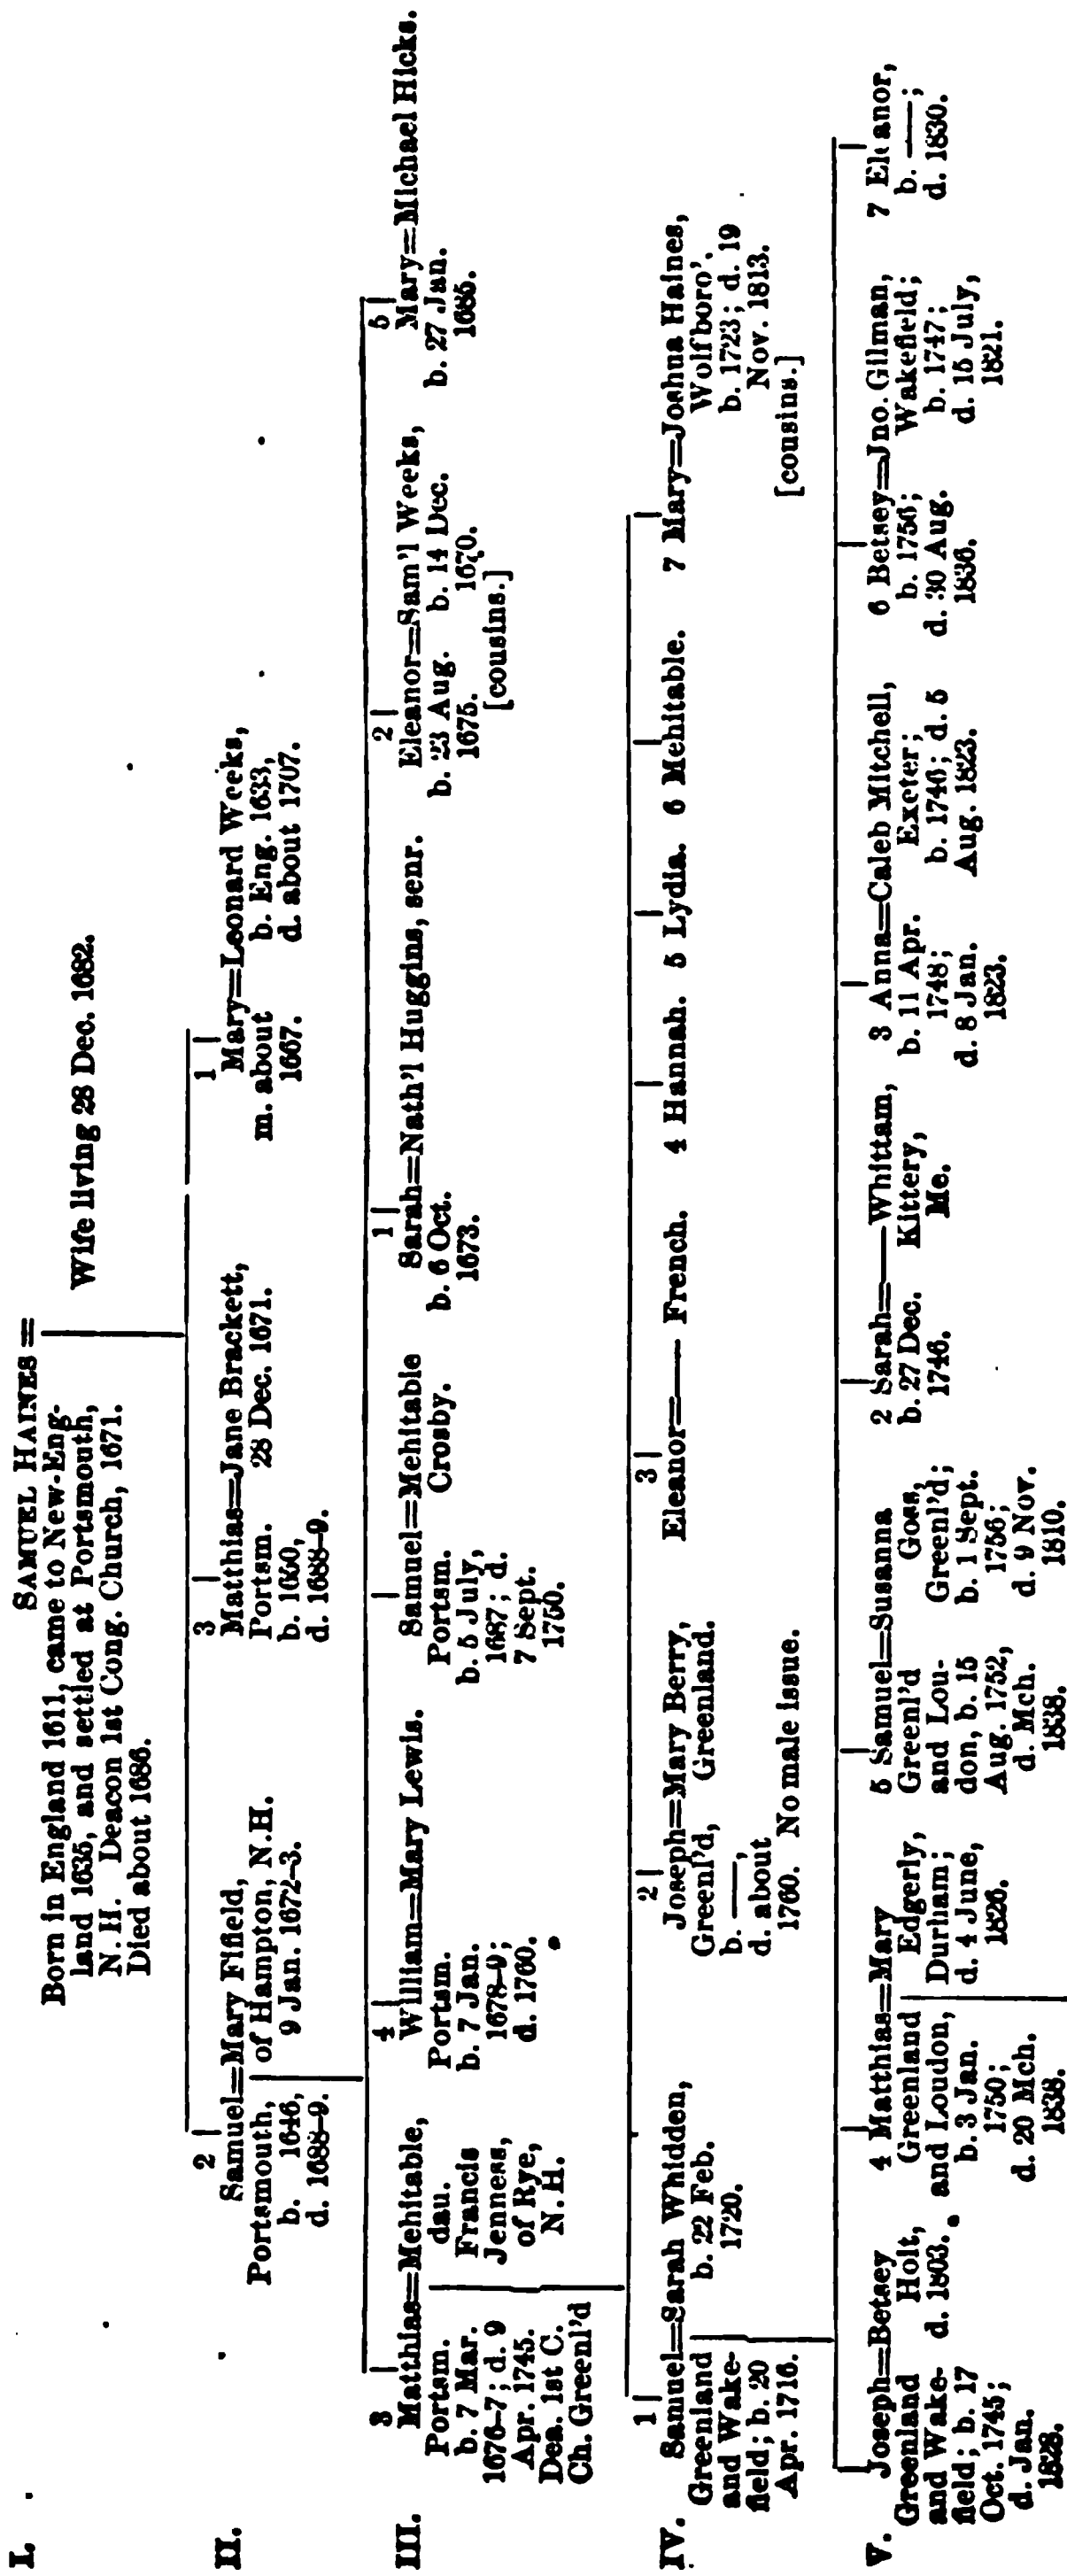 I.
SAMUEL HAINES =
Born in England 1611, came to New-Eng-
land 1635, and settled at Portsmouth,
N. H. Deacon 1st Cong. Church, 1671.
Died about 1686.
Wife living 28 Dec. 1682.
II.
2
Samuel=Mary Fifield,
Portsmouth, of Hampton, N.H.
b. 1646, 9 Jan. 1672-3.
d. 1688-9.
3
Matthias=Jane Brackett,
Portsm. 28 Dec. 1671.
b. 1650,
d. 1688-9.
1
Mary=Leonard Weeks,
m. about b. Eng. 1633,
1667. d. about 1707.
III.
3
Matthias=Mehitable,
Portsm. dau.
b. 7 Mar. Francis
1676-7; d. 9 Jenness,
Apr. 1745. of Rye,
Dea. 1st C. N. H.
Ch. Greenl'd
4
William=Mary Lewis.
Portsm.
b. 7 Jan.
1678-9;
d. 1760.
Samuel=Mehitable
Portsm. Crosby.
b. 5 July,
1687; d.
7 Sept.
1750.
1
Sarah=Nath'l Huggins, senr.
b. 6 Oct.
1673.
2
Eleanor=Sam'l Weeks,
b. 23 Aug. b. 14 Dec.
1675. 1670.
[cousins.]
5
Mary=Michael Hicks.
b. 27 Jan.
1685.
IV.
1
Samuel=Sarah Whidden,
Greenland b. 22 Feb.
and Wake- 1720.
field; b. 20
Apr. 1716.
2
Joseph=Mary Berry,
Greenl'd, Greenland.
b. ——,
d. about
1760. No male issue.
3
Eleanor—— French.
4 Hannah. 5 Lydia. 6 Mehitable. 7 Mary=Joshua Haines,
Wolfboro'.
b. 1723; d. 19
Nov. 1813.
[cousins.]
V.
Joseph=Betsey
Greenland Holt,
and Wake- d. 1803.
field; b. 17
Oct. 1745;
d. Jan.
1828.
4 Matthias=Mary
Greenland Edgerly,
and Loudon, Durham;
b. 3 Jan. d. 4 June,
1750; 1826.
d. 20 Mch.
1838.
5 Samuel=Susanna
Greenl'd Goss,
and Lou- Greenl'd;
don, b. 15 b. 1 Sept.
Aug. 1752, 1756;
d. Mch. d. 9 Nov.
1838. 1810.
2 Sarah=—— Whittam,
b. 27 Dec. Kittery,
1746. Me.
3 Anna=Caleb Mitchell,
b. 11 Apr. Exeter;
1748; b. 1746; d. 5
d. 8 Jan. Aug. 1823.
1823.
6 Betsey=Jno. Gilman,
b. 1756; Wakefield;
d. 30 Aug. b. 1747;
1836. d. 15 July,
1821.
7 Eleanor,
b. ——;
d. 1830.